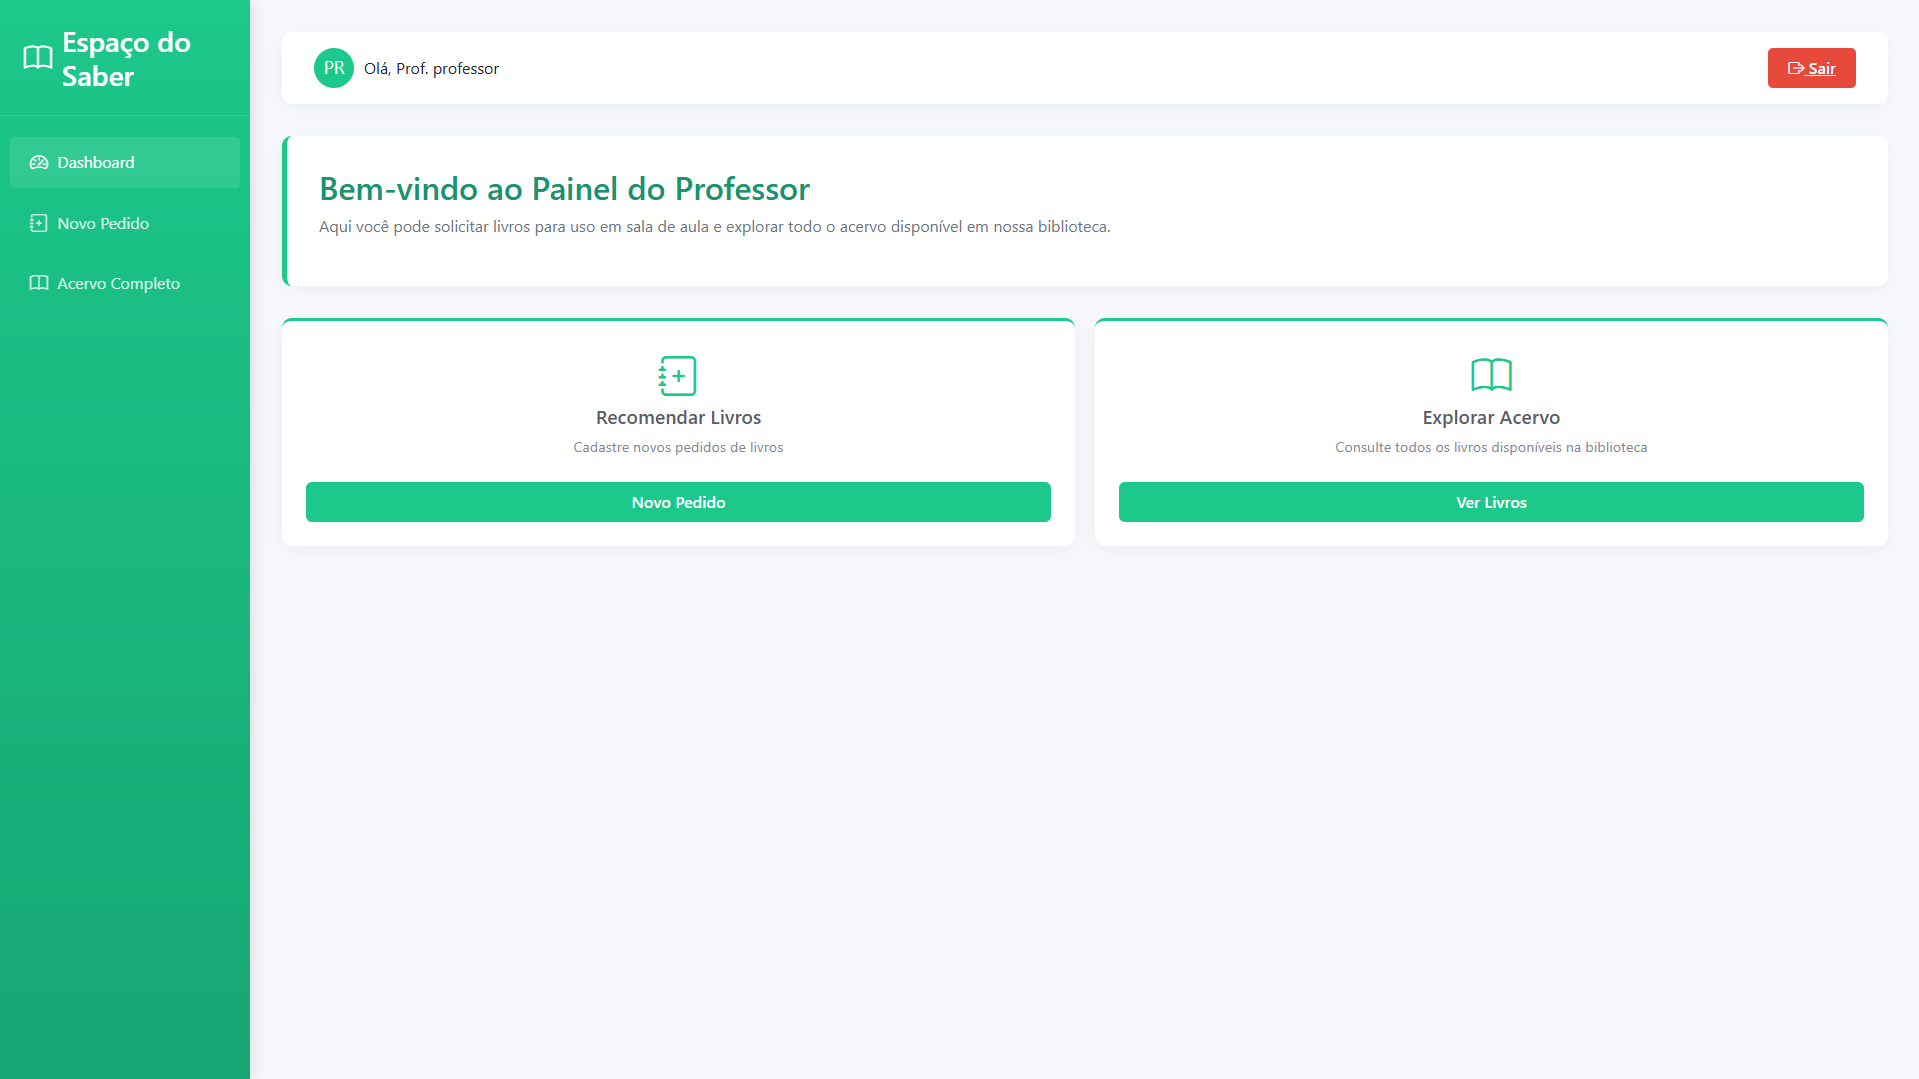 Espaço do
Saber
Dashboard
Novo Pedido
Acervo Completo
PR
Olá, Prof. professor
Sair
Bem-vindo ao Painel do Professor
Aqui você pode solicitar livros para uso em sala de aula e explorar todo o acervo disponível em nossa biblioteca.
Recomendar Livros
Cadastre novos pedidos de livros
Novo Pedido
Explorar Acervo
Consulte todos os livros disponíveis na biblioteca
Ver Livros